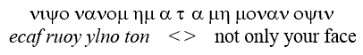 νιψο νανομ ημ α τ α μη μοναν οψιν
ecaf ruoy ylno ton <> not only your face